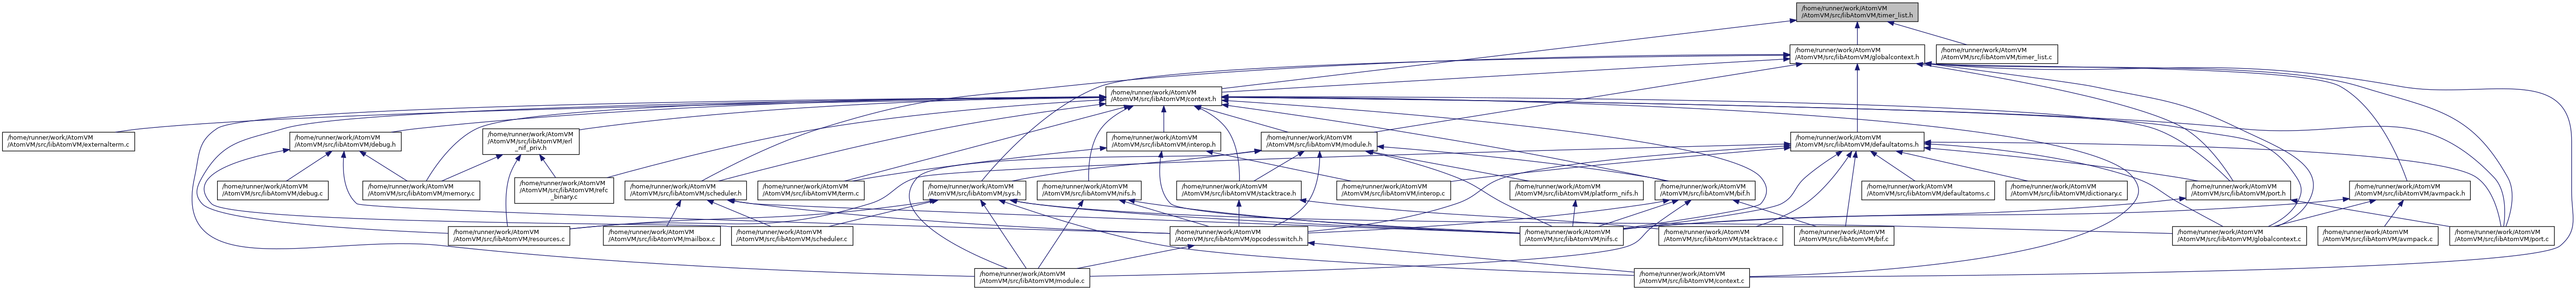 /home/runner/work/AtomVM
/AtomVM/src/libAtomVM/timer_list.h
/home/runner/work/AtomVM
/AtomVM/src/libAtomVM/globalcontext.h
/home/runner/work/AtomVM
/AtomVM/src/libAtomVM/timer_list.c
/home/runner/work/AtomVM
/AtomVM/src/libAtomVM/context.h
/home/runner/work/AtomVM
/AtomVM/src/libAtomVM/externalterm.c
/home/runner/work/AtomVM
/AtomVM/src/libAtomVM/debug.h
/home/runner/work/AtomVM
/AtomVM/src/libAtomVM/erl
_nif_priv.h
/home/runner/work/AtomVM
/AtomVM/src/libAtomVM/interop.h
/home/runner/work/AtomVM
/AtomVM/src/libAtomVM/module.h
/home/runner/work/AtomVM
/AtomVM/src/libAtomVM/defaultatoms.h
/home/runner/work/AtomVM
/AtomVM/src/libAtomVM/debug.c
/home/runner/work/AtomVM
/AtomVM/src/libAtomVM/memory.c
/home/runner/work/AtomVM
/AtomVM/src/libAtomVM/refc
_binary.c
/home/runner/work/AtomVM
/AtomVM/src/libAtomVM/scheduler.h
/home/runner/work/AtomVM
/AtomVM/src/libAtomVM/term.c
/home/runner/work/AtomVM
/AtomVM/src/libAtomVM/sys.h
/home/runner/work/AtomVM
/AtomVM/src/libAtomVM/nifs.h
/home/runner/work/AtomVM
/AtomVM/src/libAtomVM/stacktrace.h
/home/runner/work/AtomVM
/AtomVM/src/libAtomVM/interop.c
/home/runner/work/AtomVM
/AtomVM/src/libAtomVM/platform_nifs.h
/home/runner/work/AtomVM
/AtomVM/src/libAtomVM/bif.h
/home/runner/work/AtomVM
/AtomVM/src/libAtomVM/defaultatoms.c
/home/runner/work/AtomVM
/AtomVM/src/libAtomVM/dictionary.c
/home/runner/work/AtomVM
/AtomVM/src/libAtomVM/port.h
/home/runner/work/AtomVM
/AtomVM/src/libAtomVM/avmpack.h
/home/runner/work/AtomVM
/AtomVM/src/libAtomVM/resources.c
/home/runner/work/AtomVM
/AtomVM/src/libAtomVM/mailbox.c
/home/runner/work/AtomVM
/AtomVM/src/libAtomVM/scheduler.c
/home/runner/work/AtomVM
/AtomVM/src/libAtomVM/opcodesswitch.h
/home/runner/work/AtomVM
/AtomVM/src/libAtomVM/nifs.c
/home/runner/work/AtomVM
/AtomVM/src/libAtomVM/stacktrace.c
/home/runner/work/AtomVM
/AtomVM/src/libAtomVM/bif.c
/home/runner/work/AtomVM
/AtomVM/src/libAtomVM/globalcontext.c
/home/runner/work/AtomVM
/AtomVM/src/libAtomVM/avmpack.c
/home/runner/work/AtomVM
/AtomVM/src/libAtomVM/port.c
/home/runner/work/AtomVM
/AtomVM/src/libAtomVM/module.c
/home/runner/work/AtomVM
/AtomVM/src/libAtomVM/context.c